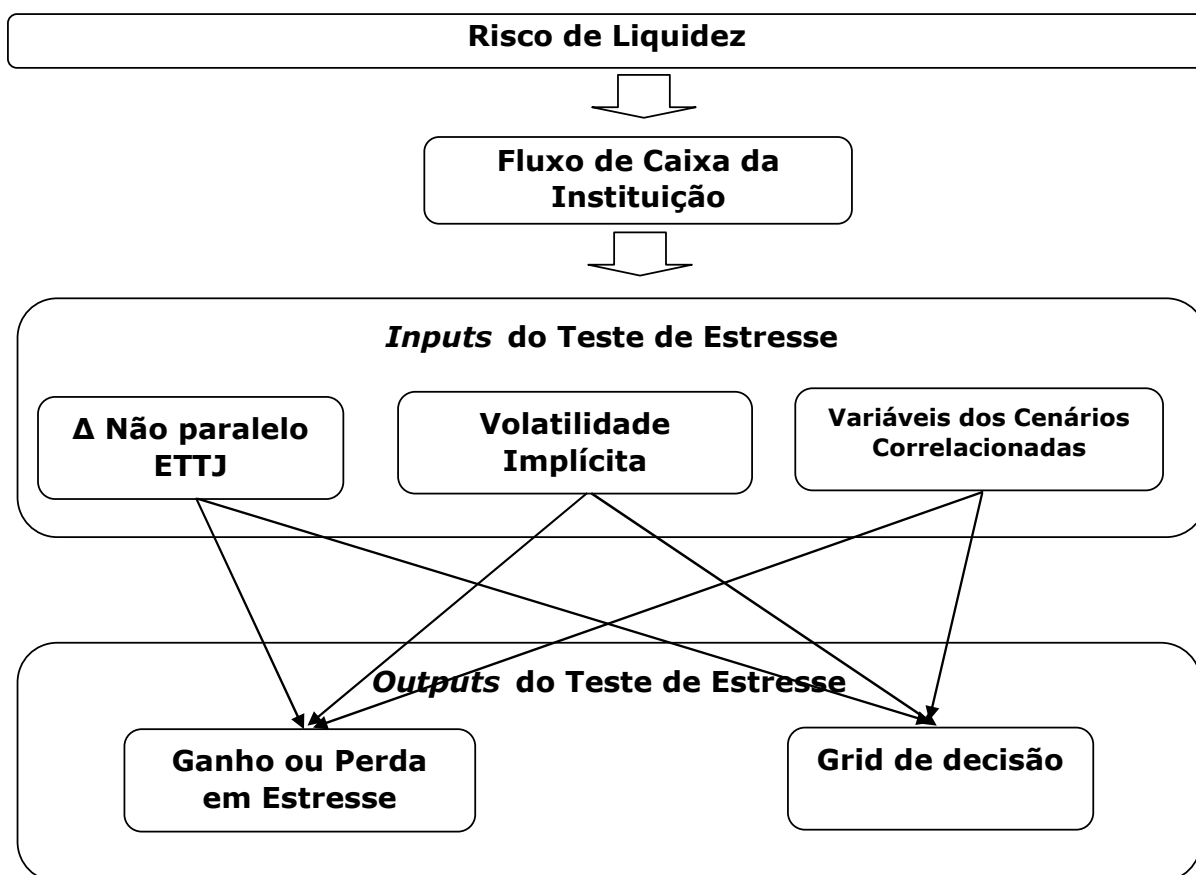 Risco de Liquidez
Fluxo de Caixa da
Instituição
Inputs do Teste de Estresse
Δ Não paralelo
ETTJ
Volatilidade
Implícita
Variáveis dos Cenários
Correlacionadas
Outputs do Teste de Estresse
Ganho ou Perda
em Estresse
Grid de decisão